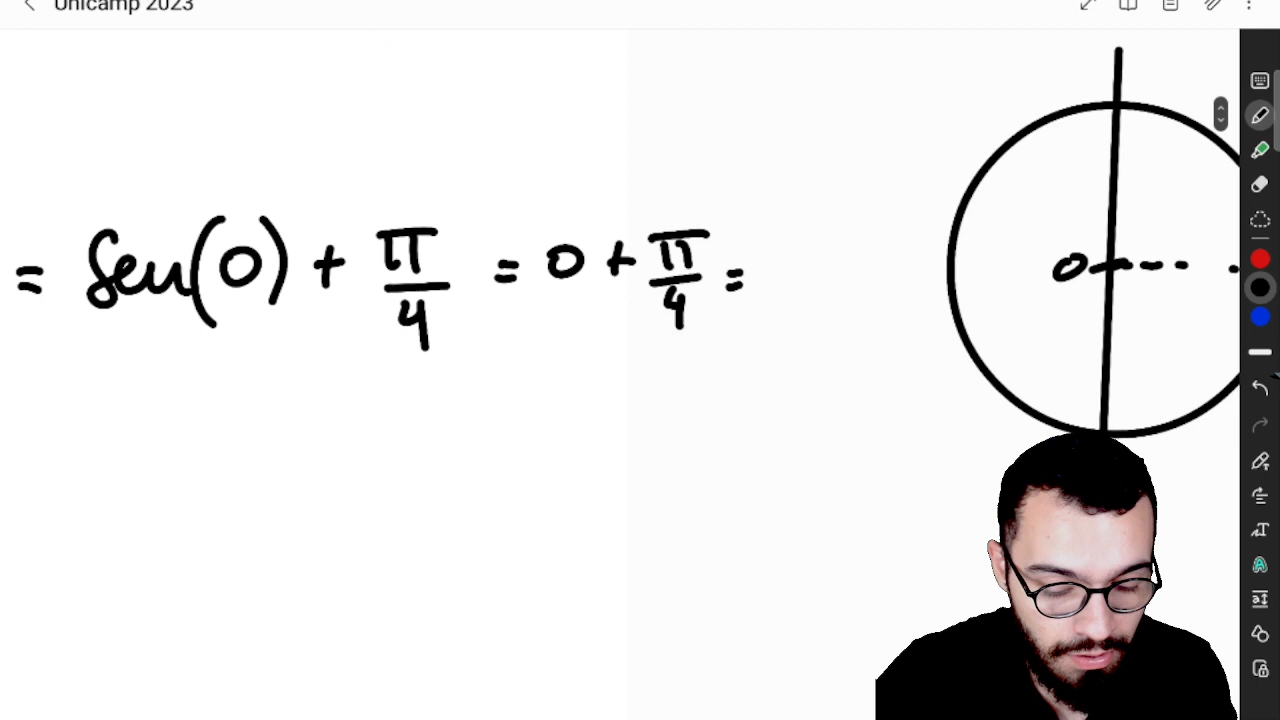 Unicamp 2023
= Sen(0) + π/4 = 0 + π/4 =
0